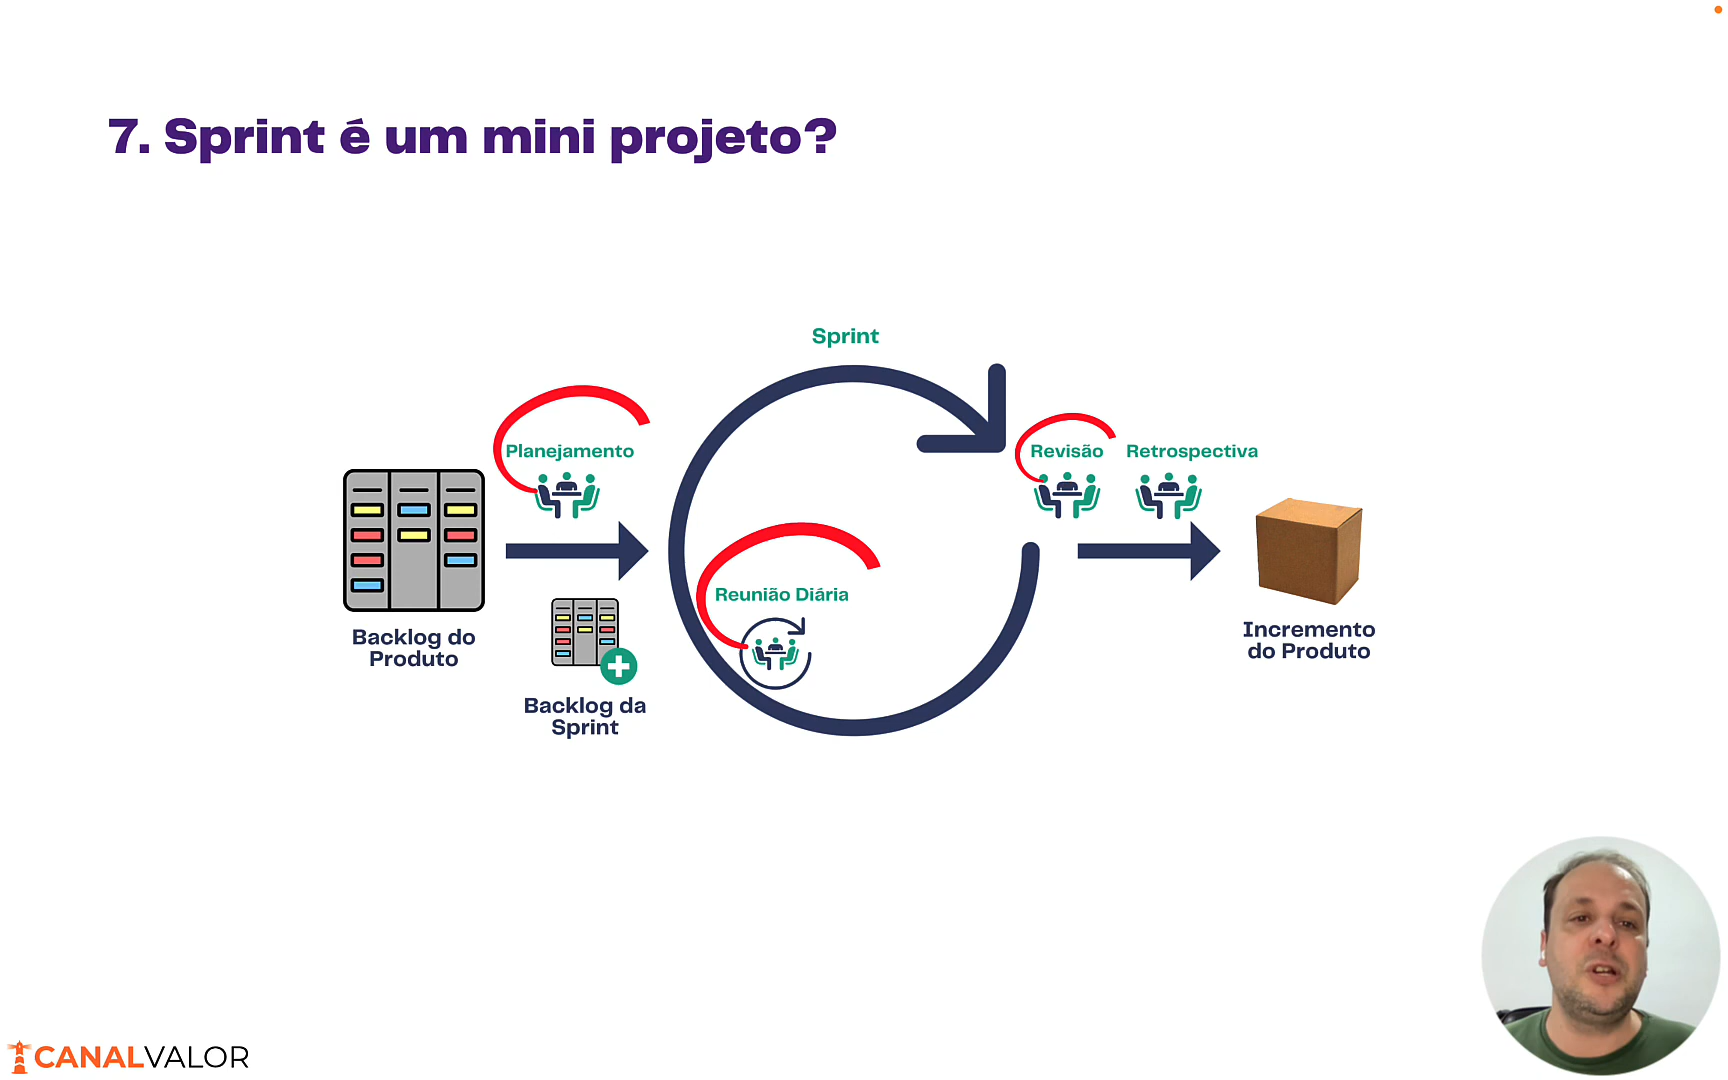 7. Sprint é um mini projeto?
Sprint
Planejamento
Revisão
Retrospectiva
Reunião Diária
Backlog do
Produto
Backlog da
Sprint
Incremento
do Produto
CANALVALOR